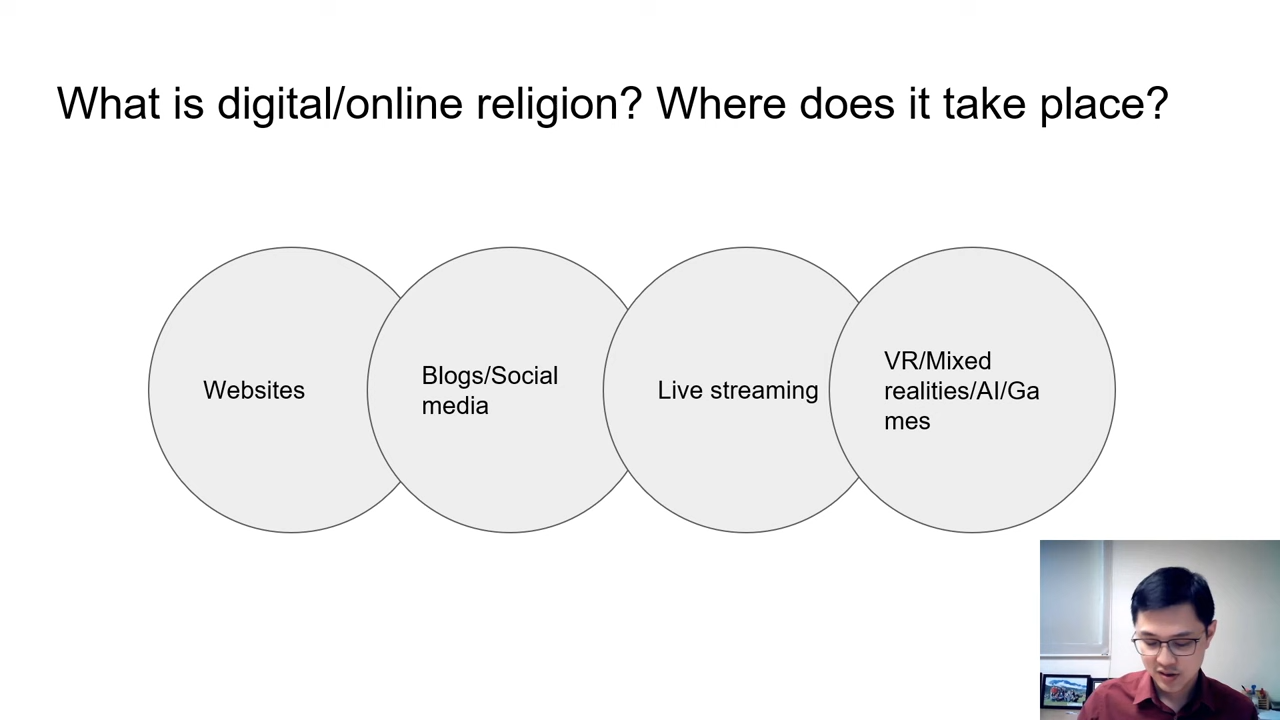 What is digital/online religion? Where does it take place?
Websites
Blogs/Social
media
Live streaming
VR/Mixed
realities/AI/Ga
mes